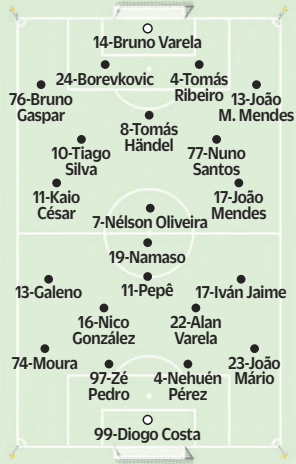 14-Bruno Varela
24-Borevkovic
4-Tomás
Ribeiro
76-Bruno
Gaspar
13-João
M. Mendes
8-Tomás
Händel
10-Tiago
Silva
77-Nuno
Santos
11-Kaio
César
17-João
Mendes
7-Nélson Oliveira
19-Namaso
13-Galeno
11-Pepê
17-Iván Jaime
16-Nico
González
22-Alan
Varela
74-Moura
23-João
Mário
97-Zé
Pedro
4-Nehuén
Pérez
99-Diogo Costa